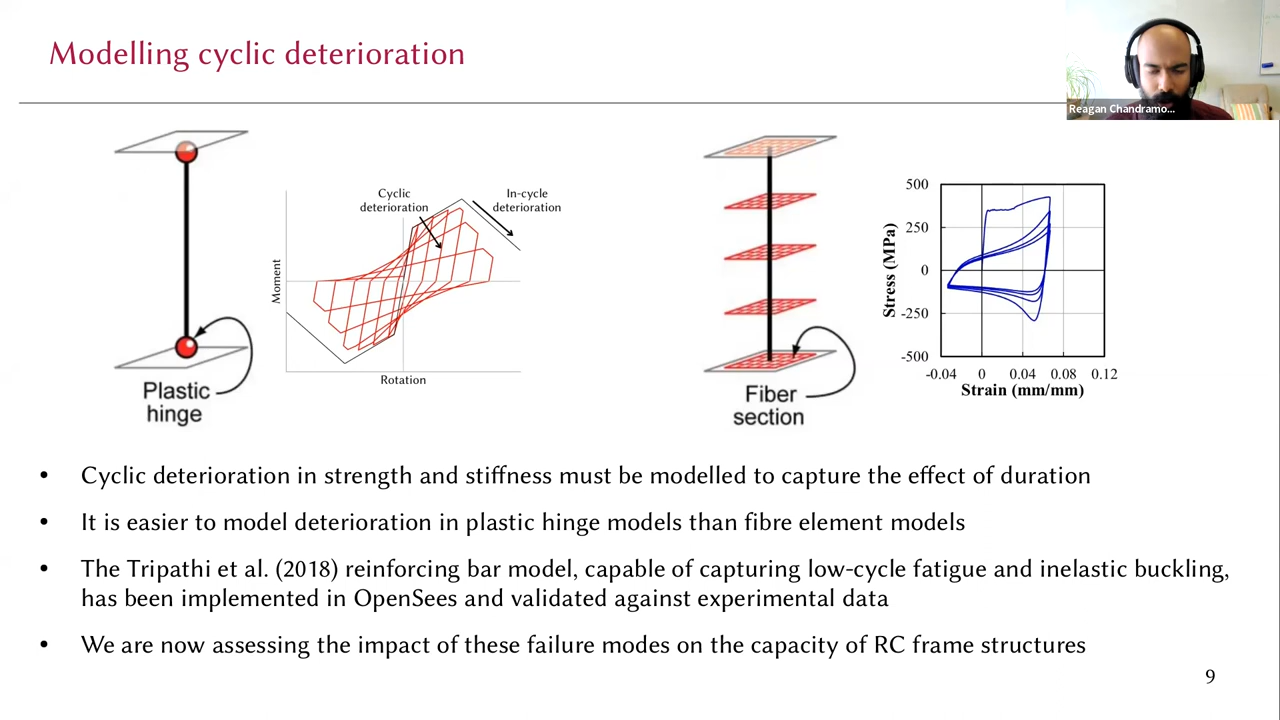 Modelling cyclic deterioration
Reagan Chandramo...
Cyclic
deterioration
In-cycle
deterioration
Moment
Rotation
Plastic
hinge
Fiber
section
500
250
0
-250
-500
-0.04 0 0.04 0.08 0.12
Stress (MPa)
Strain (mm/mm)
• Cyclic deterioration in strength and stiffness must be modelled to capture the effect of duration
• It is easier to model deterioration in plastic hinge models than fibre element models
• The Tripathi et al. (2018) reinforcing bar model, capable of capturing low-cycle fatigue and inelastic buckling,
has been implemented in OpenSees and validated against experimental data
• We are now assessing the impact of these failure modes on the capacity of RC frame structures
9